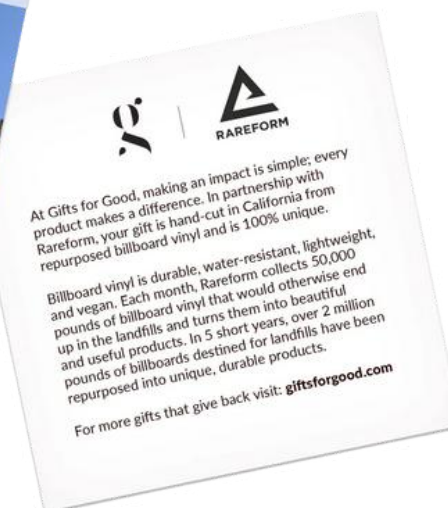 g
RAREFORM
At Gifts for Good, making an impact is simple; every
product makes a difference. In partnership with
Rareform, your gift is hand-cut in California from
repurposed billboard vinyl and is 100% unique.
Billboard vinyl is durable, water-resistant, lightweight,
and vegan. Each month, Rareform collects 50,000
pounds of billboard vinyl that would otherwise end
up in the landfills and turns them into beautiful
and useful products. In 5 short years, over 2 million
pounds of billboards destined for landfills have been
repurposed into unique, durable products.
For more gifts that give back visit: giftsforgood.com